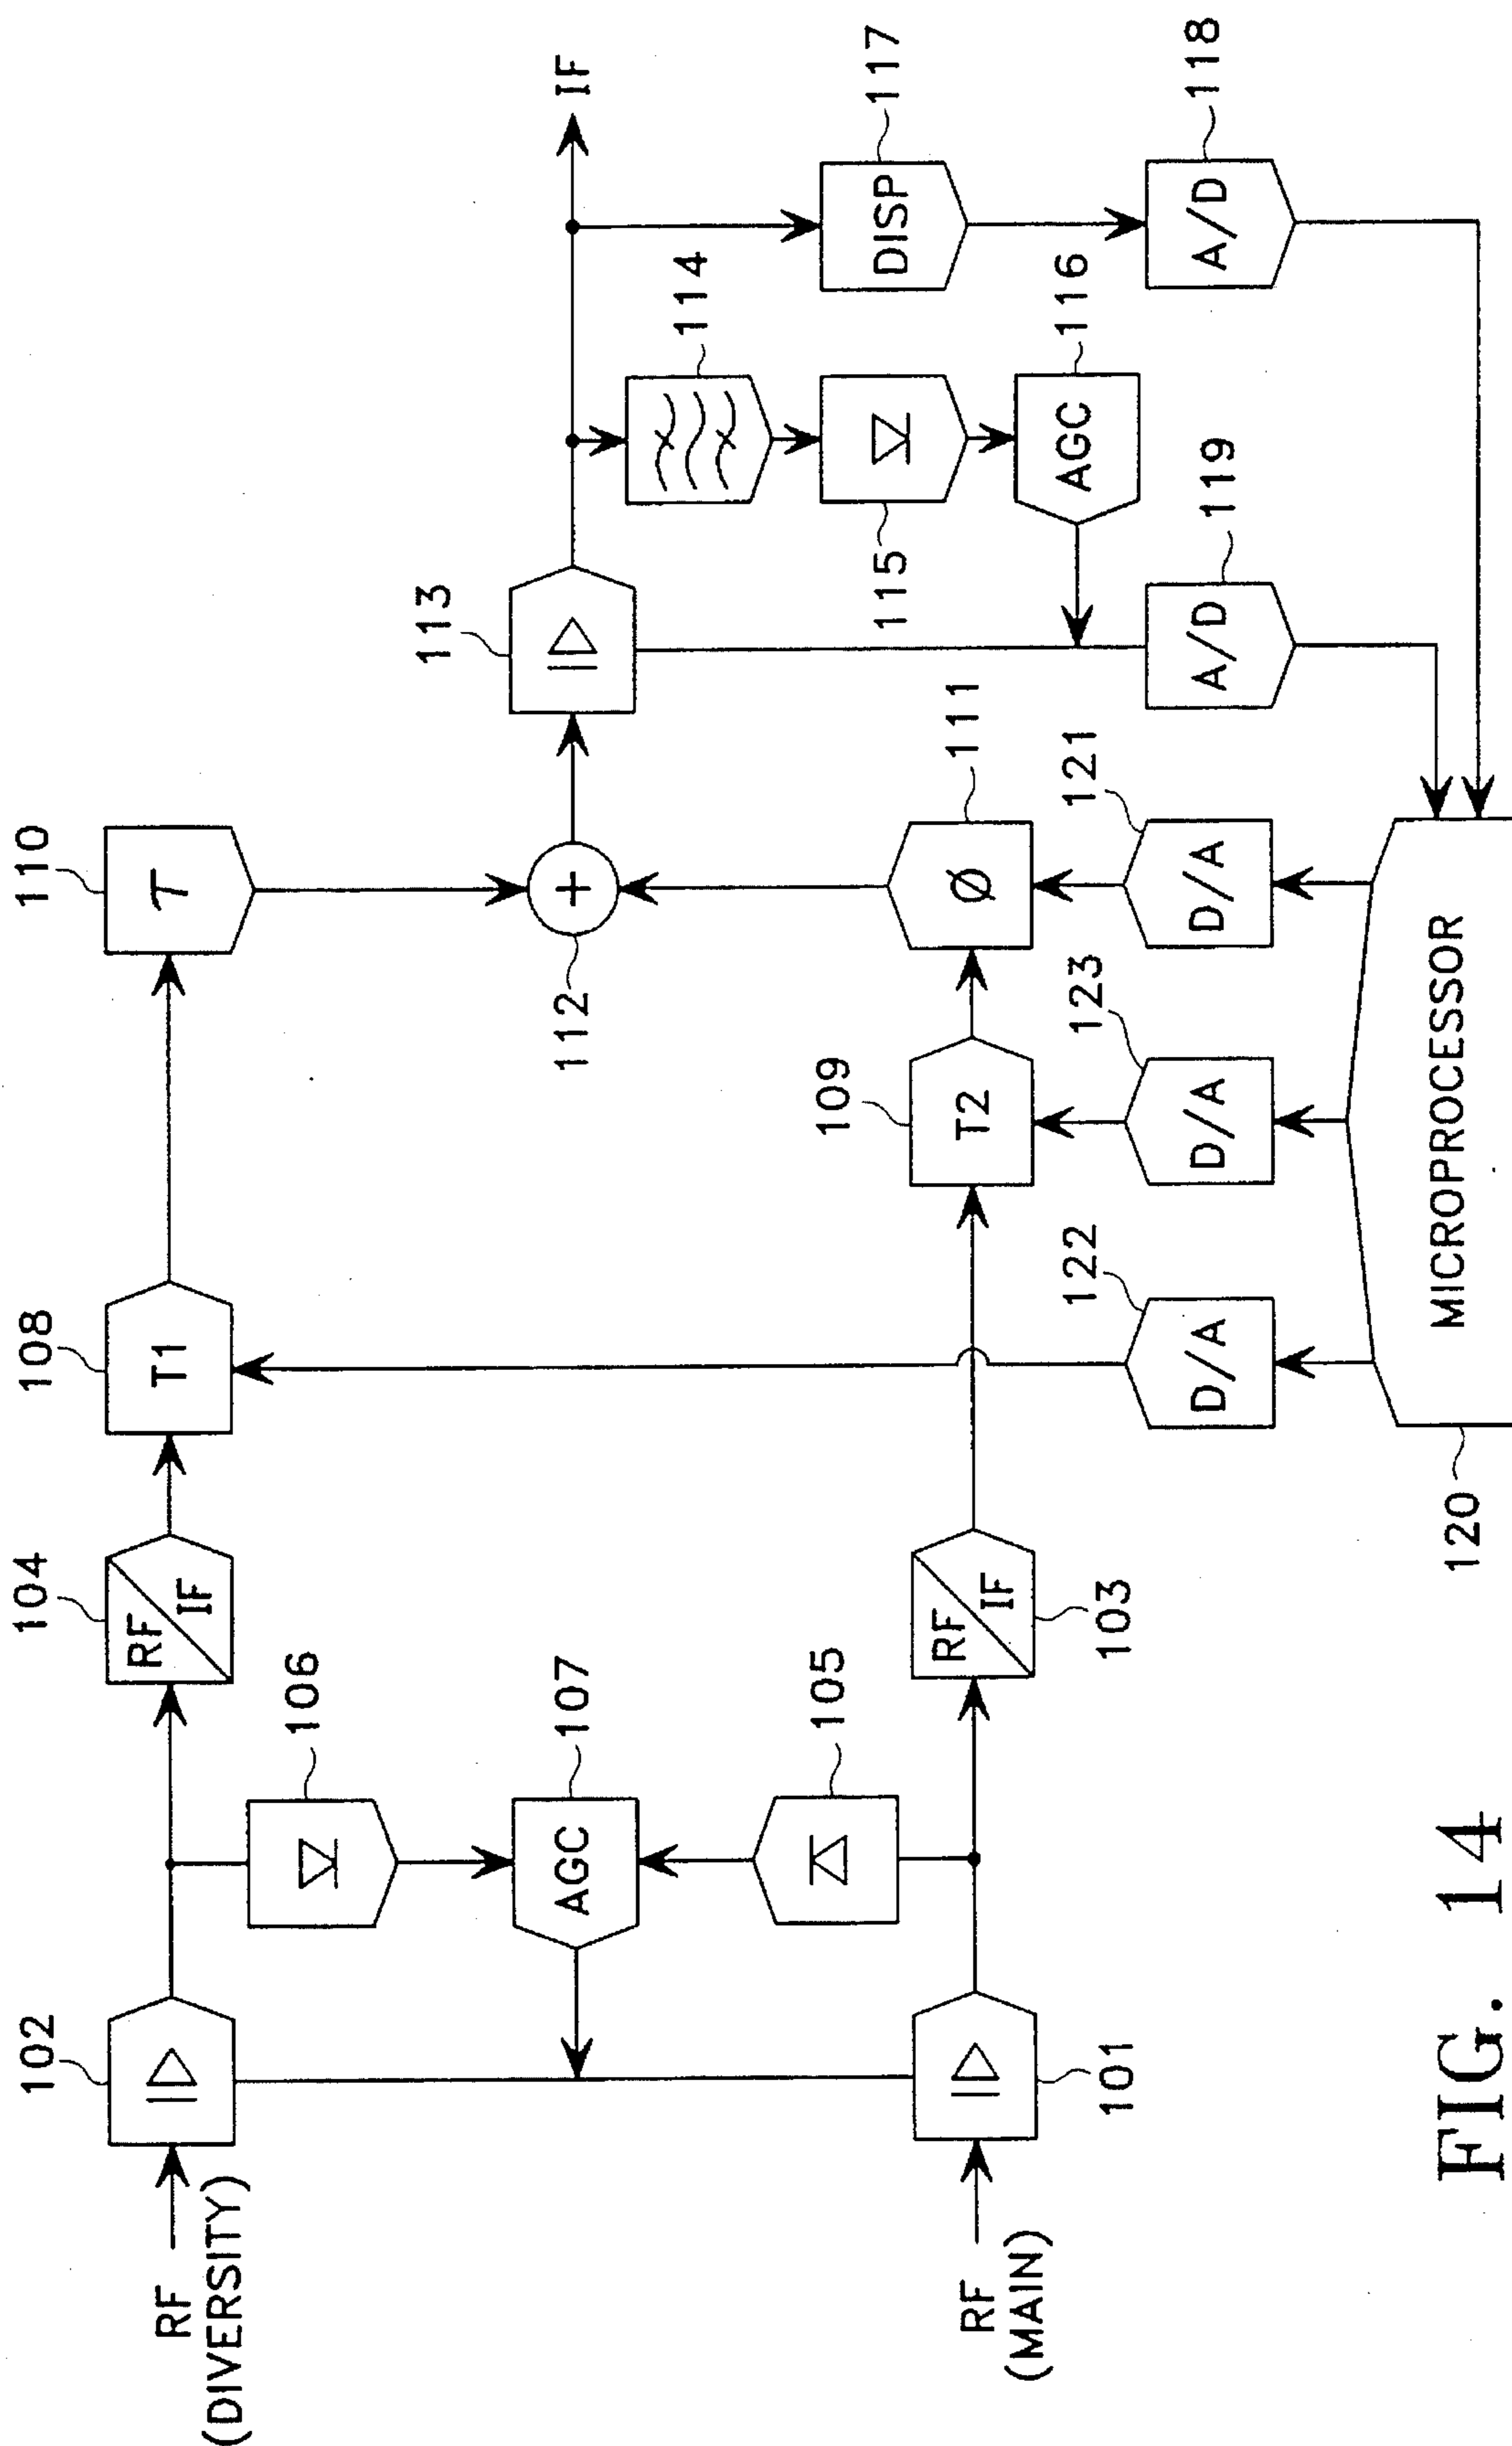 102
104
108
110
RF
(DIVERSITY)
RF
IF
T1
τ
106
107
AGC
105
112
+
113
IF
114
115
AGC
116
DISP
117
RF
(MAIN)
101
RF
IF
103
109
T2
111
Ø
122
D/A
123
D/A
121
D/A
119
A/D
118
A/D
120
MICROPROCESSOR
FIG. 14